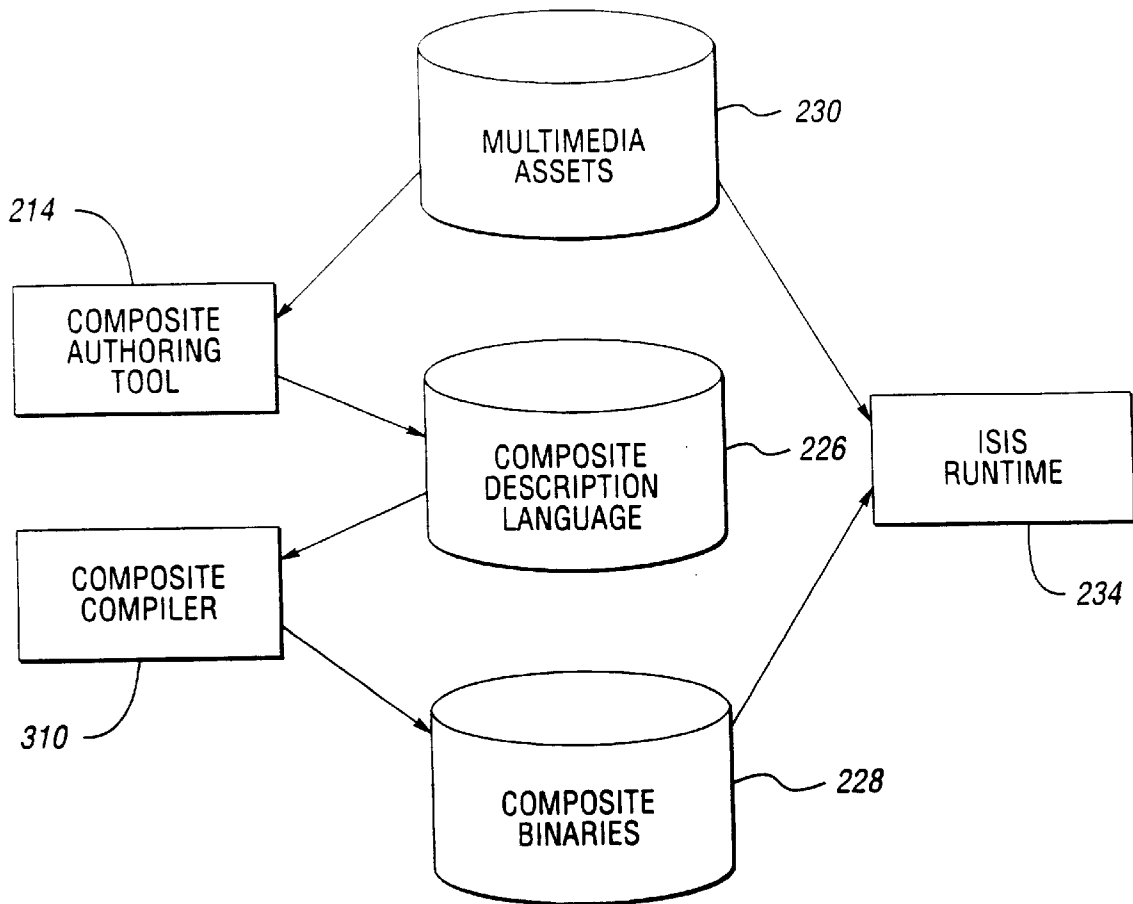 MULTIMEDIA
ASSETS
230
214
COMPOSITE
AUTHORING
TOOL
COMPOSITE
DESCRIPTION
LANGUAGE
226
ISIS
RUNTIME
234
COMPOSITE
COMPILER
310
COMPOSITE
BINARIES
228